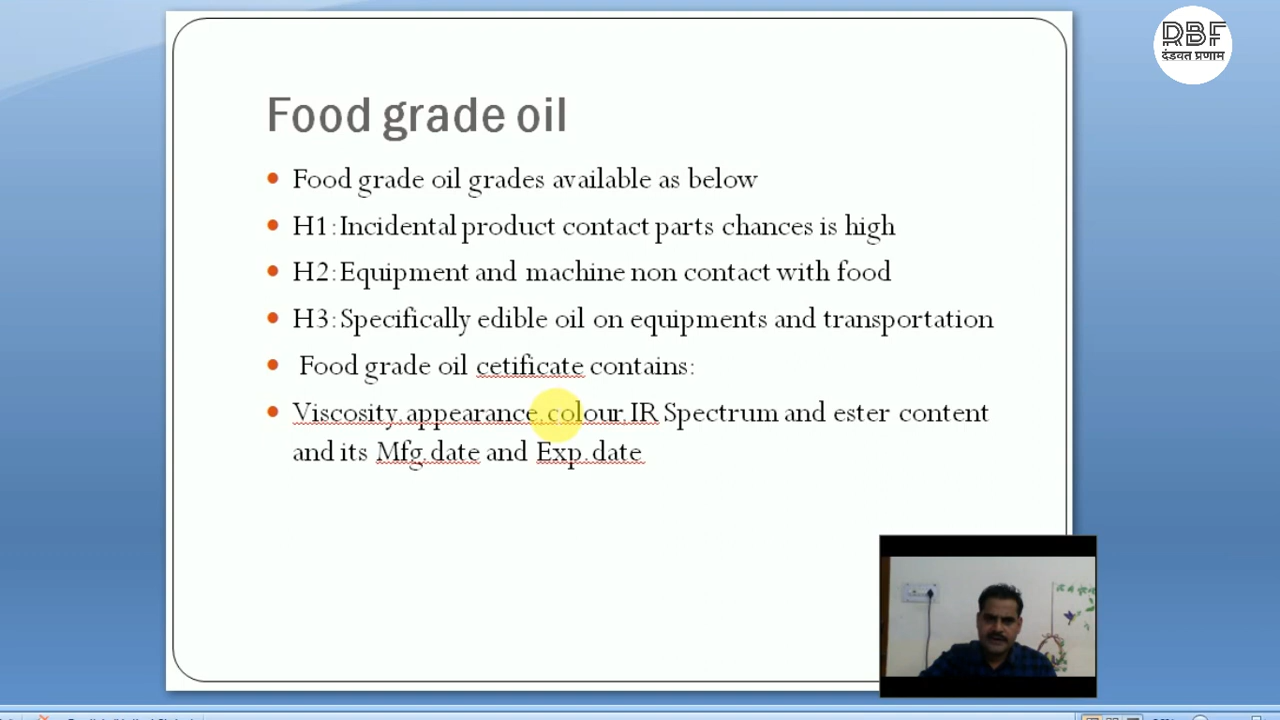 RBF
दंडवत प्रणाम
Food grade oil
Food grade oil grades available as below
H1:Incidental product contact parts chances is high
H2:Equipment and machine non contact with food
H3:Specifically edible oil on equipments and transportation
Food grade oil cetificate contains:
Viscosity,appearance,colour,IR Spectrum and ester content
and its Mfg.date and Exp.date